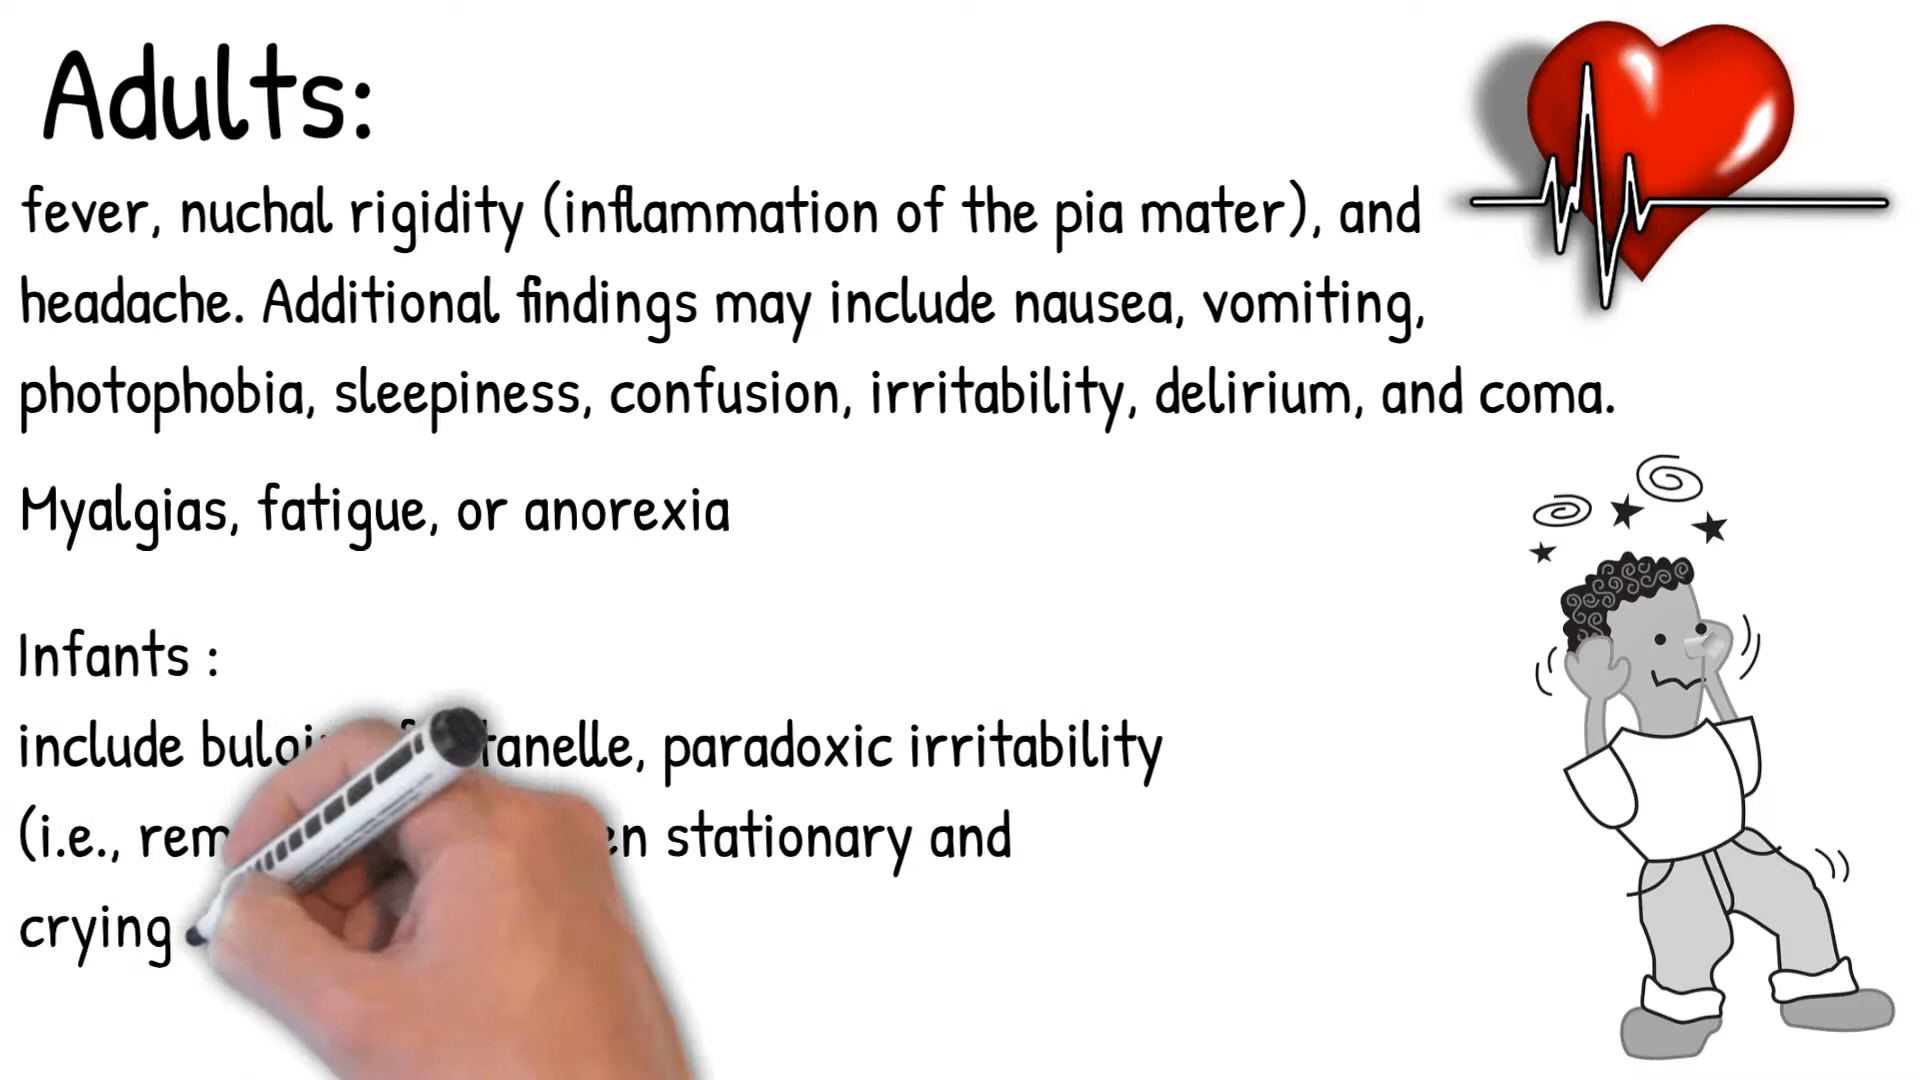 Adults:
fever, nuchal rigidity (inflammation of the pia mater), and
headache. Additional findings may include nausea, vomiting,
photophobia, sleepiness, confusion, irritability, delirium, and coma.
Myalgias, fatigue, or anorexia
Infants :
include paradoxic irritability
(i.e., stationary and
crying